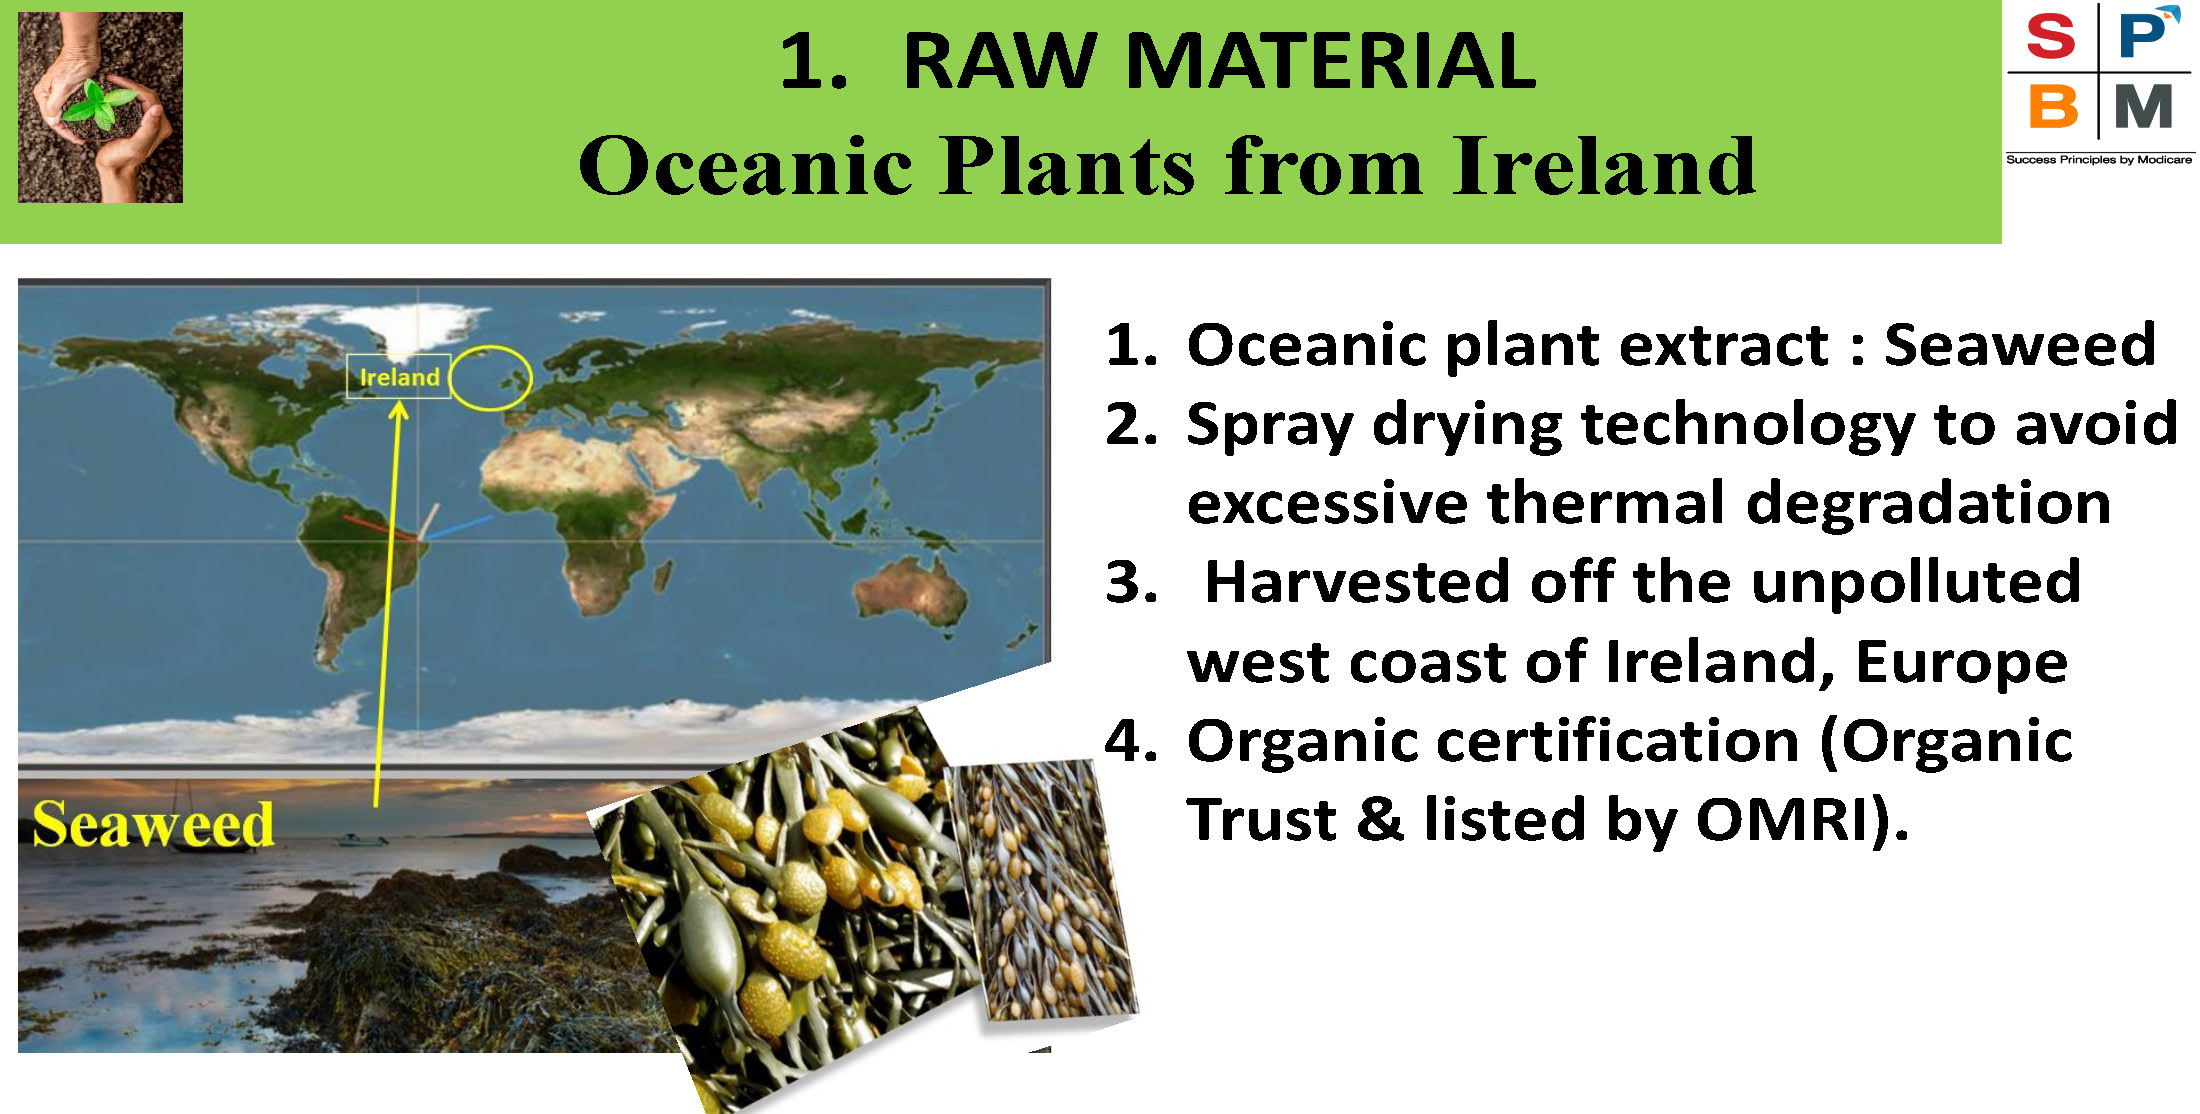 1. RAW MATERIAL
Oceanic Plants from Ireland
S P
B M
Success Principles by Modicare
Ireland
Seaweed
1. Oceanic plant extract : Seaweed
2. Spray drying technology to avoid
excessive thermal degradation
3. Harvested off the unpolluted
west coast of Ireland, Europe
4. Organic certification (Organic
Trust & listed by OMRI).